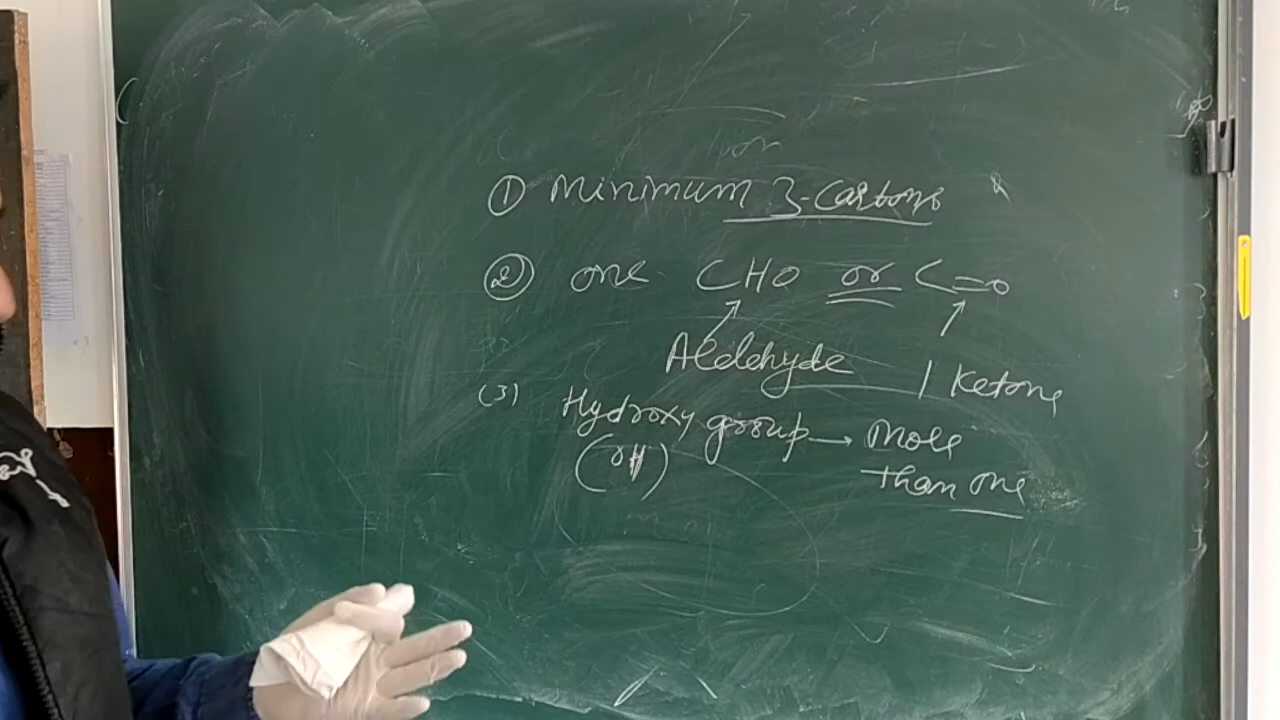 ① Minimum 3-Carbons
② one CHO or C=O
Aldehyde / Ketone
(3) Hydroxy group → More
(OH) than one